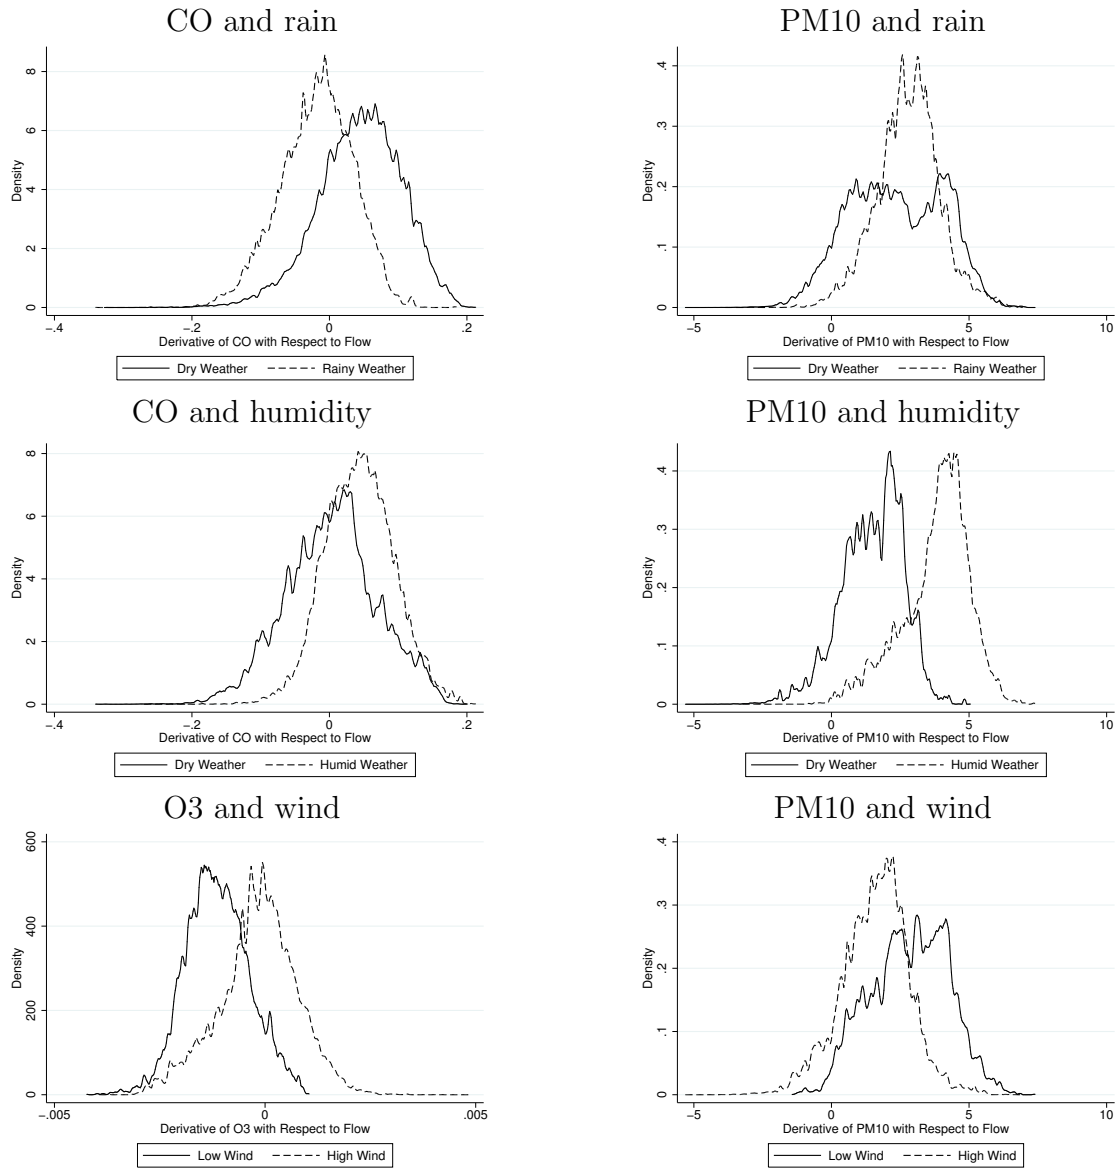 CO and rain
Density
0 2 4 6 8
−.4 −.2 0 .2
Derivative of CO with Respect to Flow
Dry Weather Rainy Weather
PM10 and rain
Density
0 .1 .2 .3 .4
−5 0 5 10
Derivative of PM10 with Respect to Flow
Dry Weather Rainy Weather
CO and humidity
Density
0 2 4 6 8
−.4 −.2 0 .2
Derivative of CO with Respect to Flow
Dry Weather Humid Weather
PM10 and humidity
Density
0 .1 .2 .3 .4
−5 0 5 10
Derivative of PM10 with Respect to Flow
Dry Weather Humid Weather
O3 and wind
Density
0 200 400 600
−.005 0 .005
Derivative of O3 with Respect to Flow
Low Wind High Wind
PM10 and wind
Density
0 .1 .2 .3 .4
−5 0 5 10
Derivative of PM10 with Respect to Flow
Low Wind High Wind